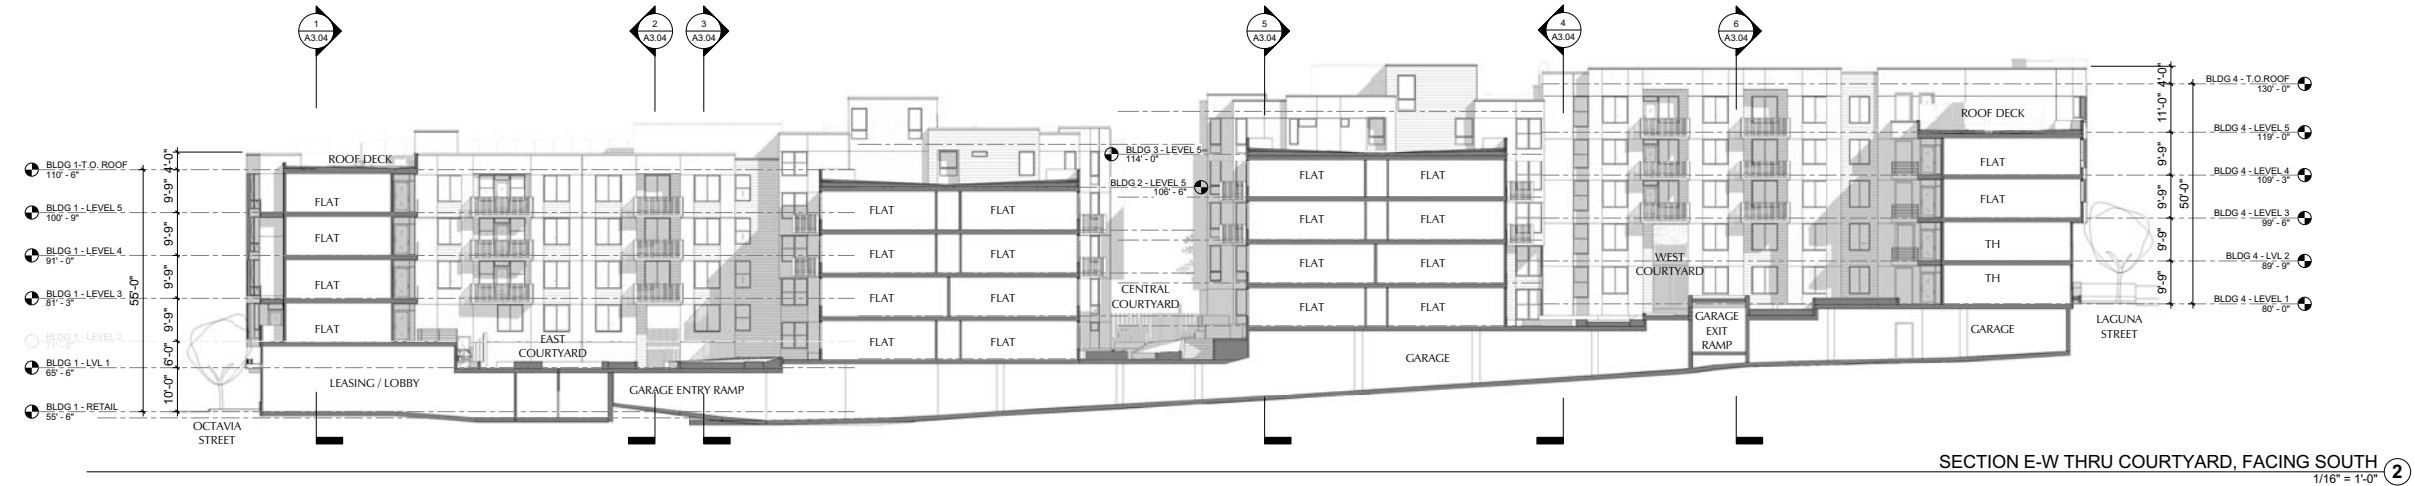 1
A3.04
2
A3.04
3
A3.04
5
A3.04
4
A3.04
6
A3.04
BLDG 1-T.O. ROOF
110' - 6"
BLDG 1 - LEVEL 5
100' - 9"
BLDG 1 - LEVEL 4
91' - 0"
BLDG 1 - LEVEL 3
81' - 3"
BLDG 1 - LEVEL 2
71' - 6"
BLDG 1 - LVL 1
65' - 6"
BLDG 1 - RETAIL
55' - 6"
55'-0"
4'-0"
9'-9"
9'-9"
9'-9"
9'-9"
6'-0"
10'-0"
OCTAVIA
STREET
ROOF DECK
FLAT
FLAT
FLAT
FLAT
LEASING / LOBBY
EAST
COURTYARD
GARAGE ENTRY RAMP
FLAT FLAT
FLAT FLAT
FLAT FLAT
FLAT FLAT
BLDG 3 - LEVEL 5
114' - 0"
BLDG 2 - LEVEL 5
106' - 6"
CENTRAL
COURTYARD
FLAT FLAT
FLAT FLAT
FLAT FLAT
FLAT FLAT
GARAGE
WEST
COURTYARD
GARAGE
EXIT
RAMP
ROOF DECK
FLAT
FLAT
TH
TH
GARAGE
LAGUNA
STREET
4'-0"
11'-0"
9'-9"
9'-9"
9'-9"
9'-9"
50'-0"
BLDG 4 - T.O.ROOF
130' - 0"
BLDG 4 - LEVEL 5
119' - 0"
BLDG 4 - LEVEL 4
109' - 3"
BLDG 4 - LEVEL 3
99' - 6"
BLDG 4 - LVL 2
89' - 9"
BLDG 4 - LEVEL 1
80' - 0"
SECTION E-W THRU COURTYARD, FACING SOUTH
1/16" = 1'-0"
2